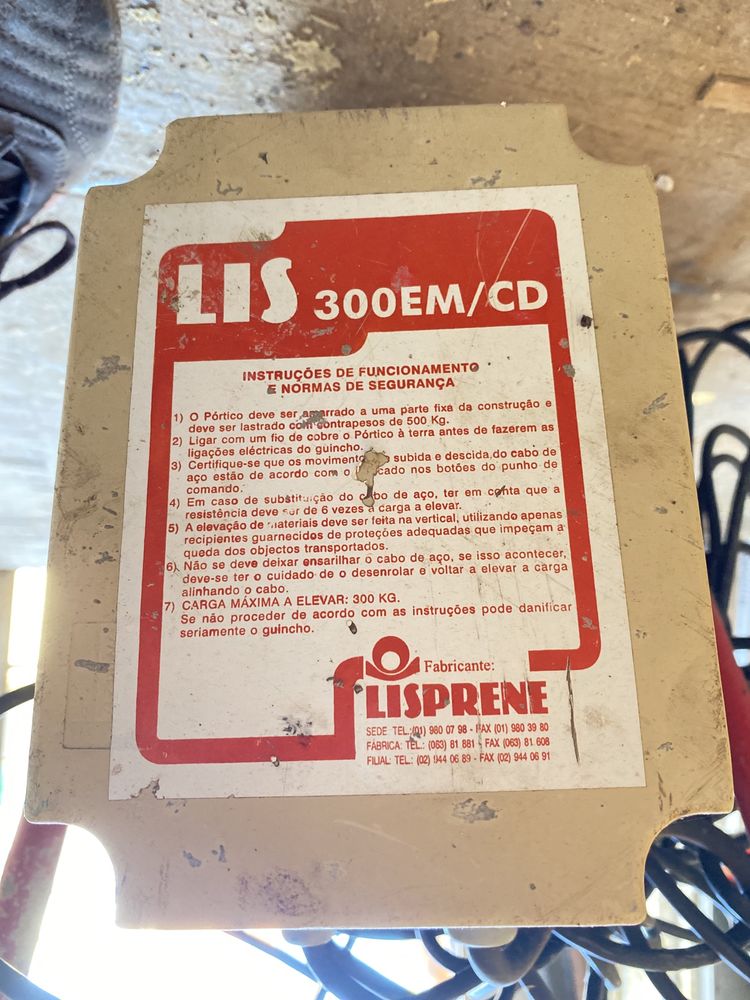 LIS 300EM/CD
INSTRUÇÕES DE FUNCIONAMENTO
E NORMAS DE SEGURANÇA
1) O Pórtico deve ser amarrado a uma parte fixa da construção e
deve ser lastrado com contrapesos de 500 Kg.
2) Ligar com um fio de cobre o Pórtico à terra antes de fazerem as
ligações eléctricas do guincho.
3) Certifique-se que os movimento subida e descida do cabo de
aço estão de acordo com o cado nos botões do punho de
comando.
4) Em caso de substituição do cabo de aço, ter em conta que a
resistência deve ser de 6 vezes a carga a elevar.
5) A elevação de materiais deve ser feita na vertical, utilizando apenas
recipientes guarnecidos de proteções adequadas que impeçam a
queda dos objectos transportados.
6) Não se deve deixar ensarilhar o cabo de aço, se isso acontecer,
deve-se ter o cuidado de o desenrolar e voltar a elevar a carga
alinhando o cabo.
7) CARGA MÁXIMA A ELEVAR: 300 KG.
Se não proceder de acordo com as instruções pode danificar
seriamente o guincho.
Fabricante:
LISPRENE
SEDE TEL.:(01) 980 07 98 - FAX (01) 980 39 80
FÁBRICA: TEL.: (063) 81 881 - FAX (063) 81 608
FILIAL: TEL.: (02) 944 06 89 - FAX (02) 944 06 91